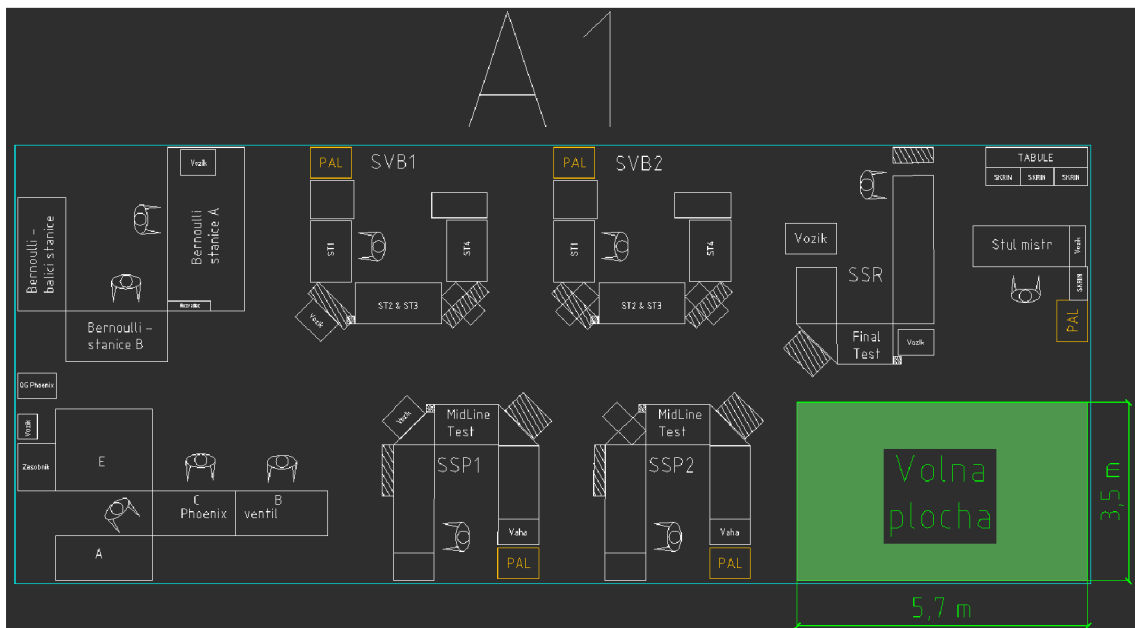 A1
Vozik
PAL
SVB1
PAL
SVB2
TABULE
SKRIN
SKRIN
SKRIN
Bernoulli –
balici stanice
Bernoulli
stanice A
ST1
ST4
ST1
ST4
Vozik
SSR
Stul mistr
Vozik
SKRIN
PAL
ST2 & ST3
ST2 & ST3
Vozik
Bernoulli –
stanice B
Final
Test
Vozik
QG Phoenix
Vozik
Zasobnik
E
C
Phoenix
B
ventil
A
Vozik
MidLine
Test
SSP1
Vaha
PAL
MidLine
Test
SSP2
Vaha
PAL
Volna
plocha
3,5 m
5,7 m